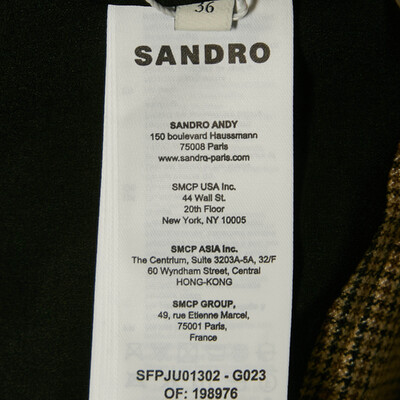 36
SANDRO
SANDRO ANDY
150 boulevard Haussmann
75008 Paris
www.sandro-paris.com
SMCP USA Inc.
44 Wall St.
20th Floor
New York, NY 10005
SMCP ASIA Inc.
The Centrium, Suite 3203A-5A, 32/F
60 Wyndham Street, Central
HONG-KONG
SMCP GROUP,
49, rue Etienne Marcel,
75001 Paris,
France
SFPJU01302 - G023
OF: 198976